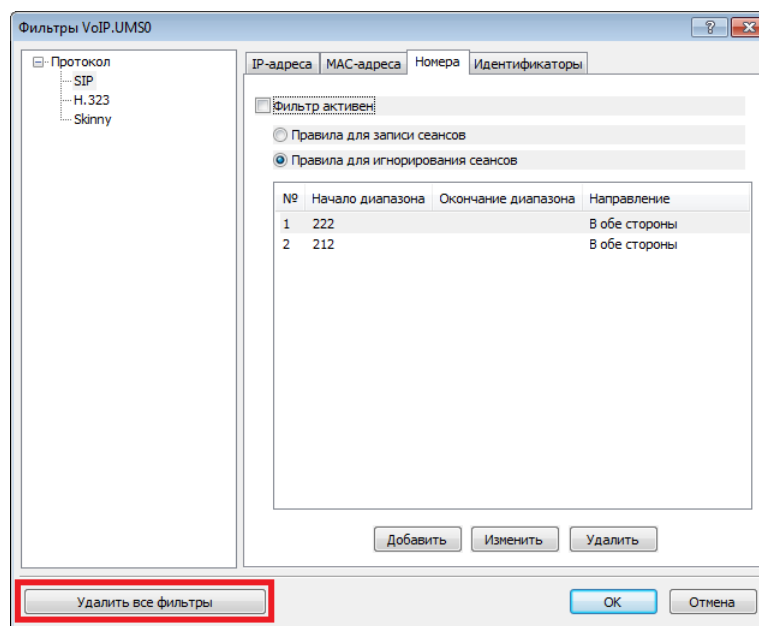 Фильтры VoIP.UMS0
Протокол
SIP
H.323
Skinny
IP-адреса MAC-адреса Номера Идентификаторы
Фильтр активен
Правила для записи сеансов
Правила для игнорирования сеансов
№ Начало диапазона Окончание диапазона Направление
1 222 В обе стороны
2 212 В обе стороны
Добавить Изменить Удалить
Удалить все фильтры OK Отмена